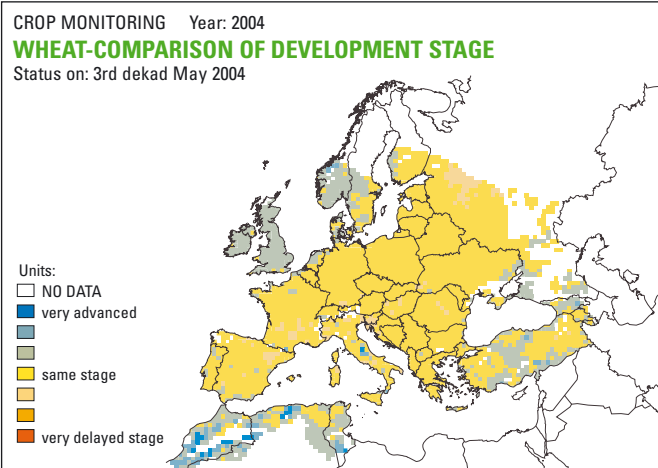 CROP MONITORING Year: 2004
WHEAT-COMPARISON OF DEVELOPMENT STAGE
Status on: 3rd dekad May 2004
Units:
NO DATA
very advanced
same stage
very delayed stage